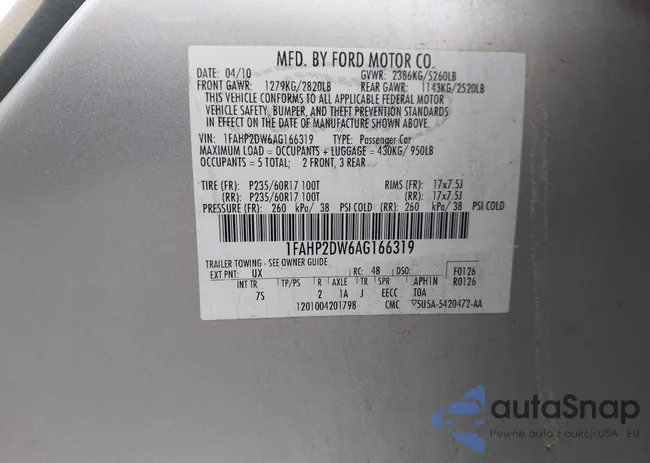 MFD. BY FORD MOTOR CO.
DATE: 04/10 GVWR: 2386KG/5260LB
FRONT GAWR: 1279KG/2820LB REAR GAWR: 1143KG/2520LB
THIS VEHICLE CONFORMS TO ALL APPLICABLE FEDERAL MOTOR
VEHICLE SAFETY, BUMPER, AND THEFT PREVENTION STANDARDS
IN EFFECT ON THE DATE OF MANUFACTURE SHOWN ABOVE.
VIN: 1FAHP2DW6AG166319 TYPE: Passenger Car
MAXIMUM LOAD = OCCUPANTS + LUGGAGE = 430KG/ 950LB
OCCUPANTS = 5 TOTAL; 2 FRONT, 3 REAR
TIRE (FR): P235/60R17 100T RIMS (FR): 17x7.5J
(RR): P235/60R17 100T (RR): 17x7.5J
PRESSURE (FR): 260 kPa/ 38 PSI COLD (RR): 260 kPa/ 38 PSI COLD
1FAHP2DW6AG166319
TRAILER TOWING - SEE OWNER GUIDE
EXT PNT: UX RC: 48 DSO: F0126
R0126
INT TR TP/PS R AXLE TR SPR APHTN
7S 2 1A J EECC TOA
1201004201798 CMC 5U5A-5420472-AA
autaSnap
Pewne auta z aukcji USA i EU